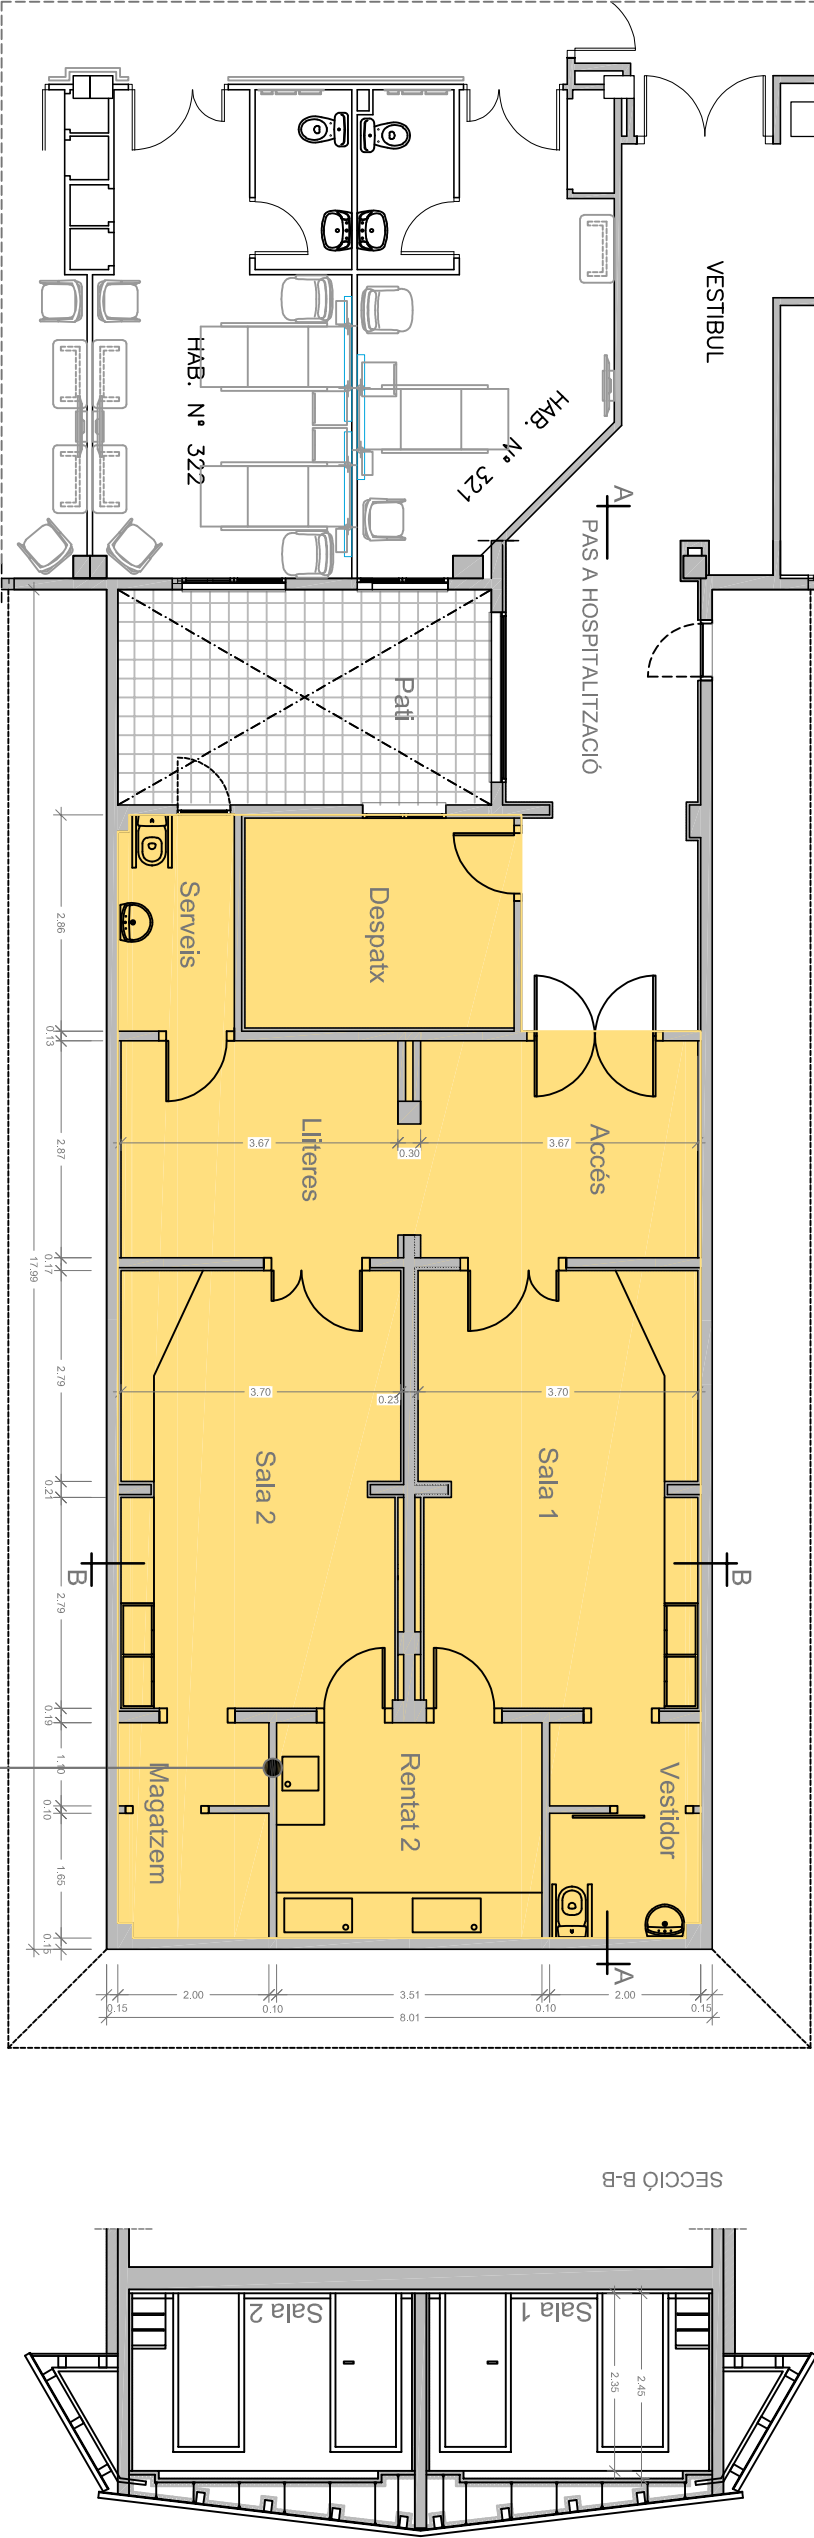 VESTIBUL
HAB. Nº 322
HAB. Nº 321
A
PAS A HOSPITALITZACIÓ
Pati
Serveis
Despatx
2.86
0.13
Lliteres
Accés
3.67
0.30
3.67
2.87
0.17
17.99
2.79
3.70
0.23
3.70
Sala 2
Sala 1
0.21
B
B
2.79
0.19
1.10
0.10
Magatzem
Rentat 2
Vestidor
1.65
0.15
A
0.15
2.00
0.10
3.51
0.10
2.00
0.15
8.01
SECCIÓ B-B
Sala 2
Sala 1
2.35
2.45